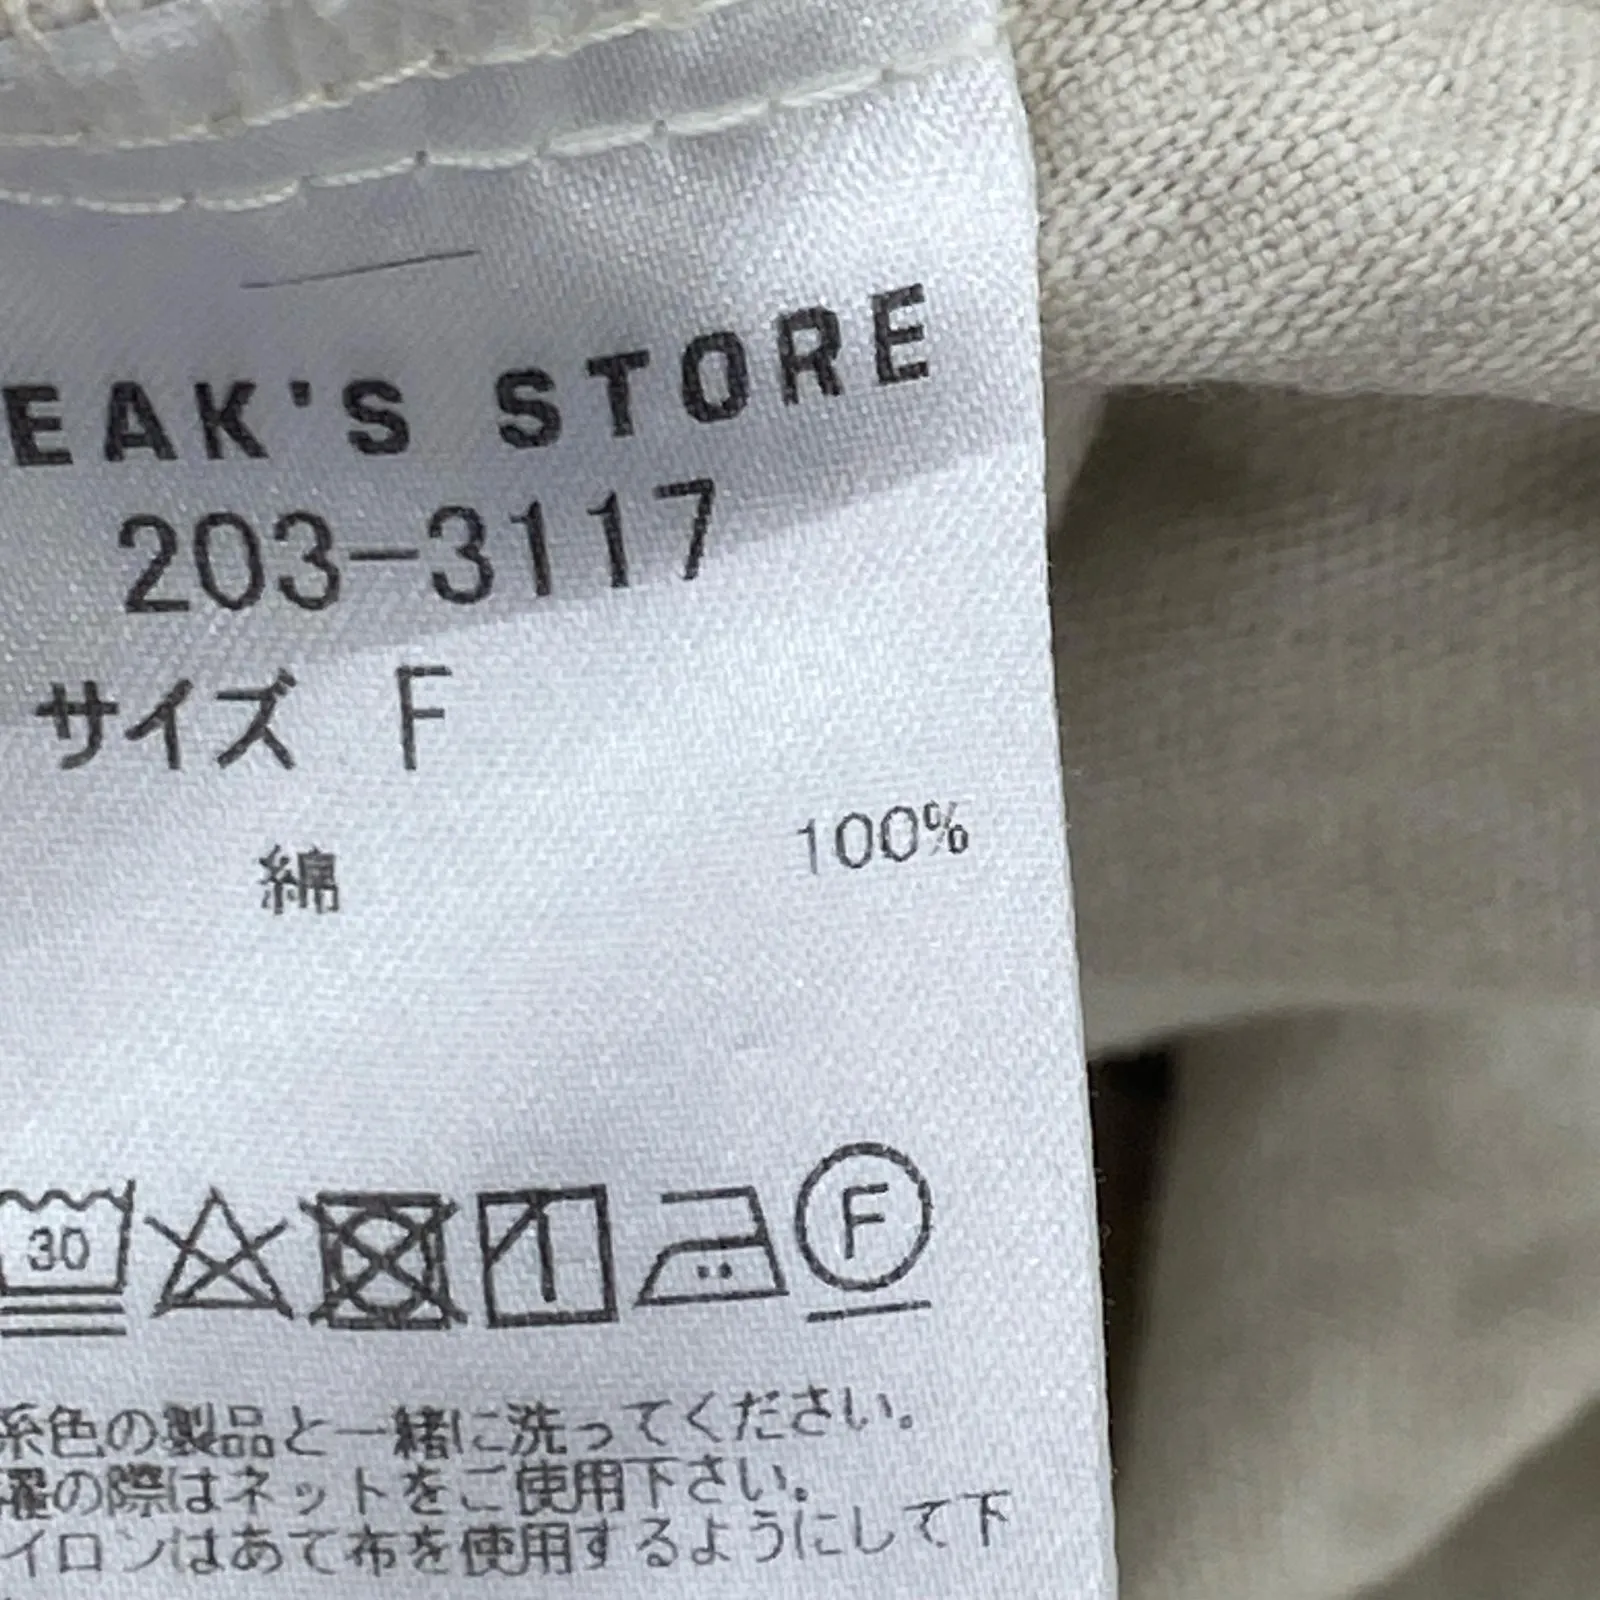 EAK'S STORE
203-3117
サイズ F
綿 100%
30 F
系色の製品と一緒に洗ってください。
濯の際はネットをご使用下さい。
イロンはあて布を使用するようにして下